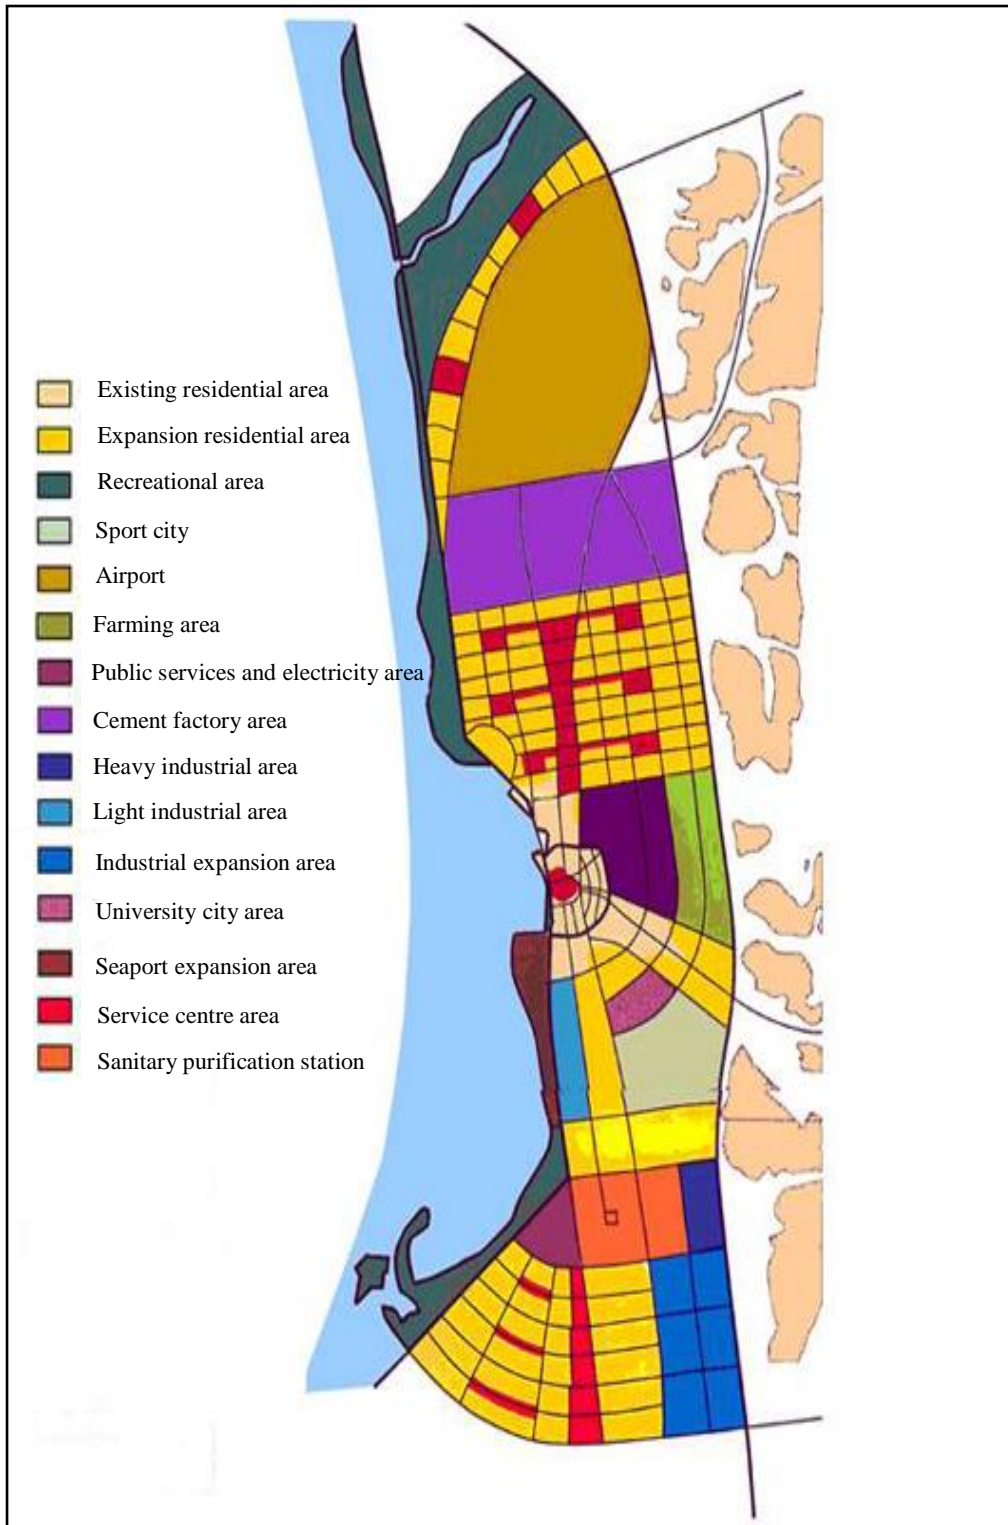 Existing residential area
Expansion residential area
Recreational area
Sport city
Airport
Farming area
Public services and electricity area
Cement factory area
Heavy industrial area
Light industrial area
Industrial expansion area
University city area
Seaport expansion area
Service centre area
Sanitary purification station